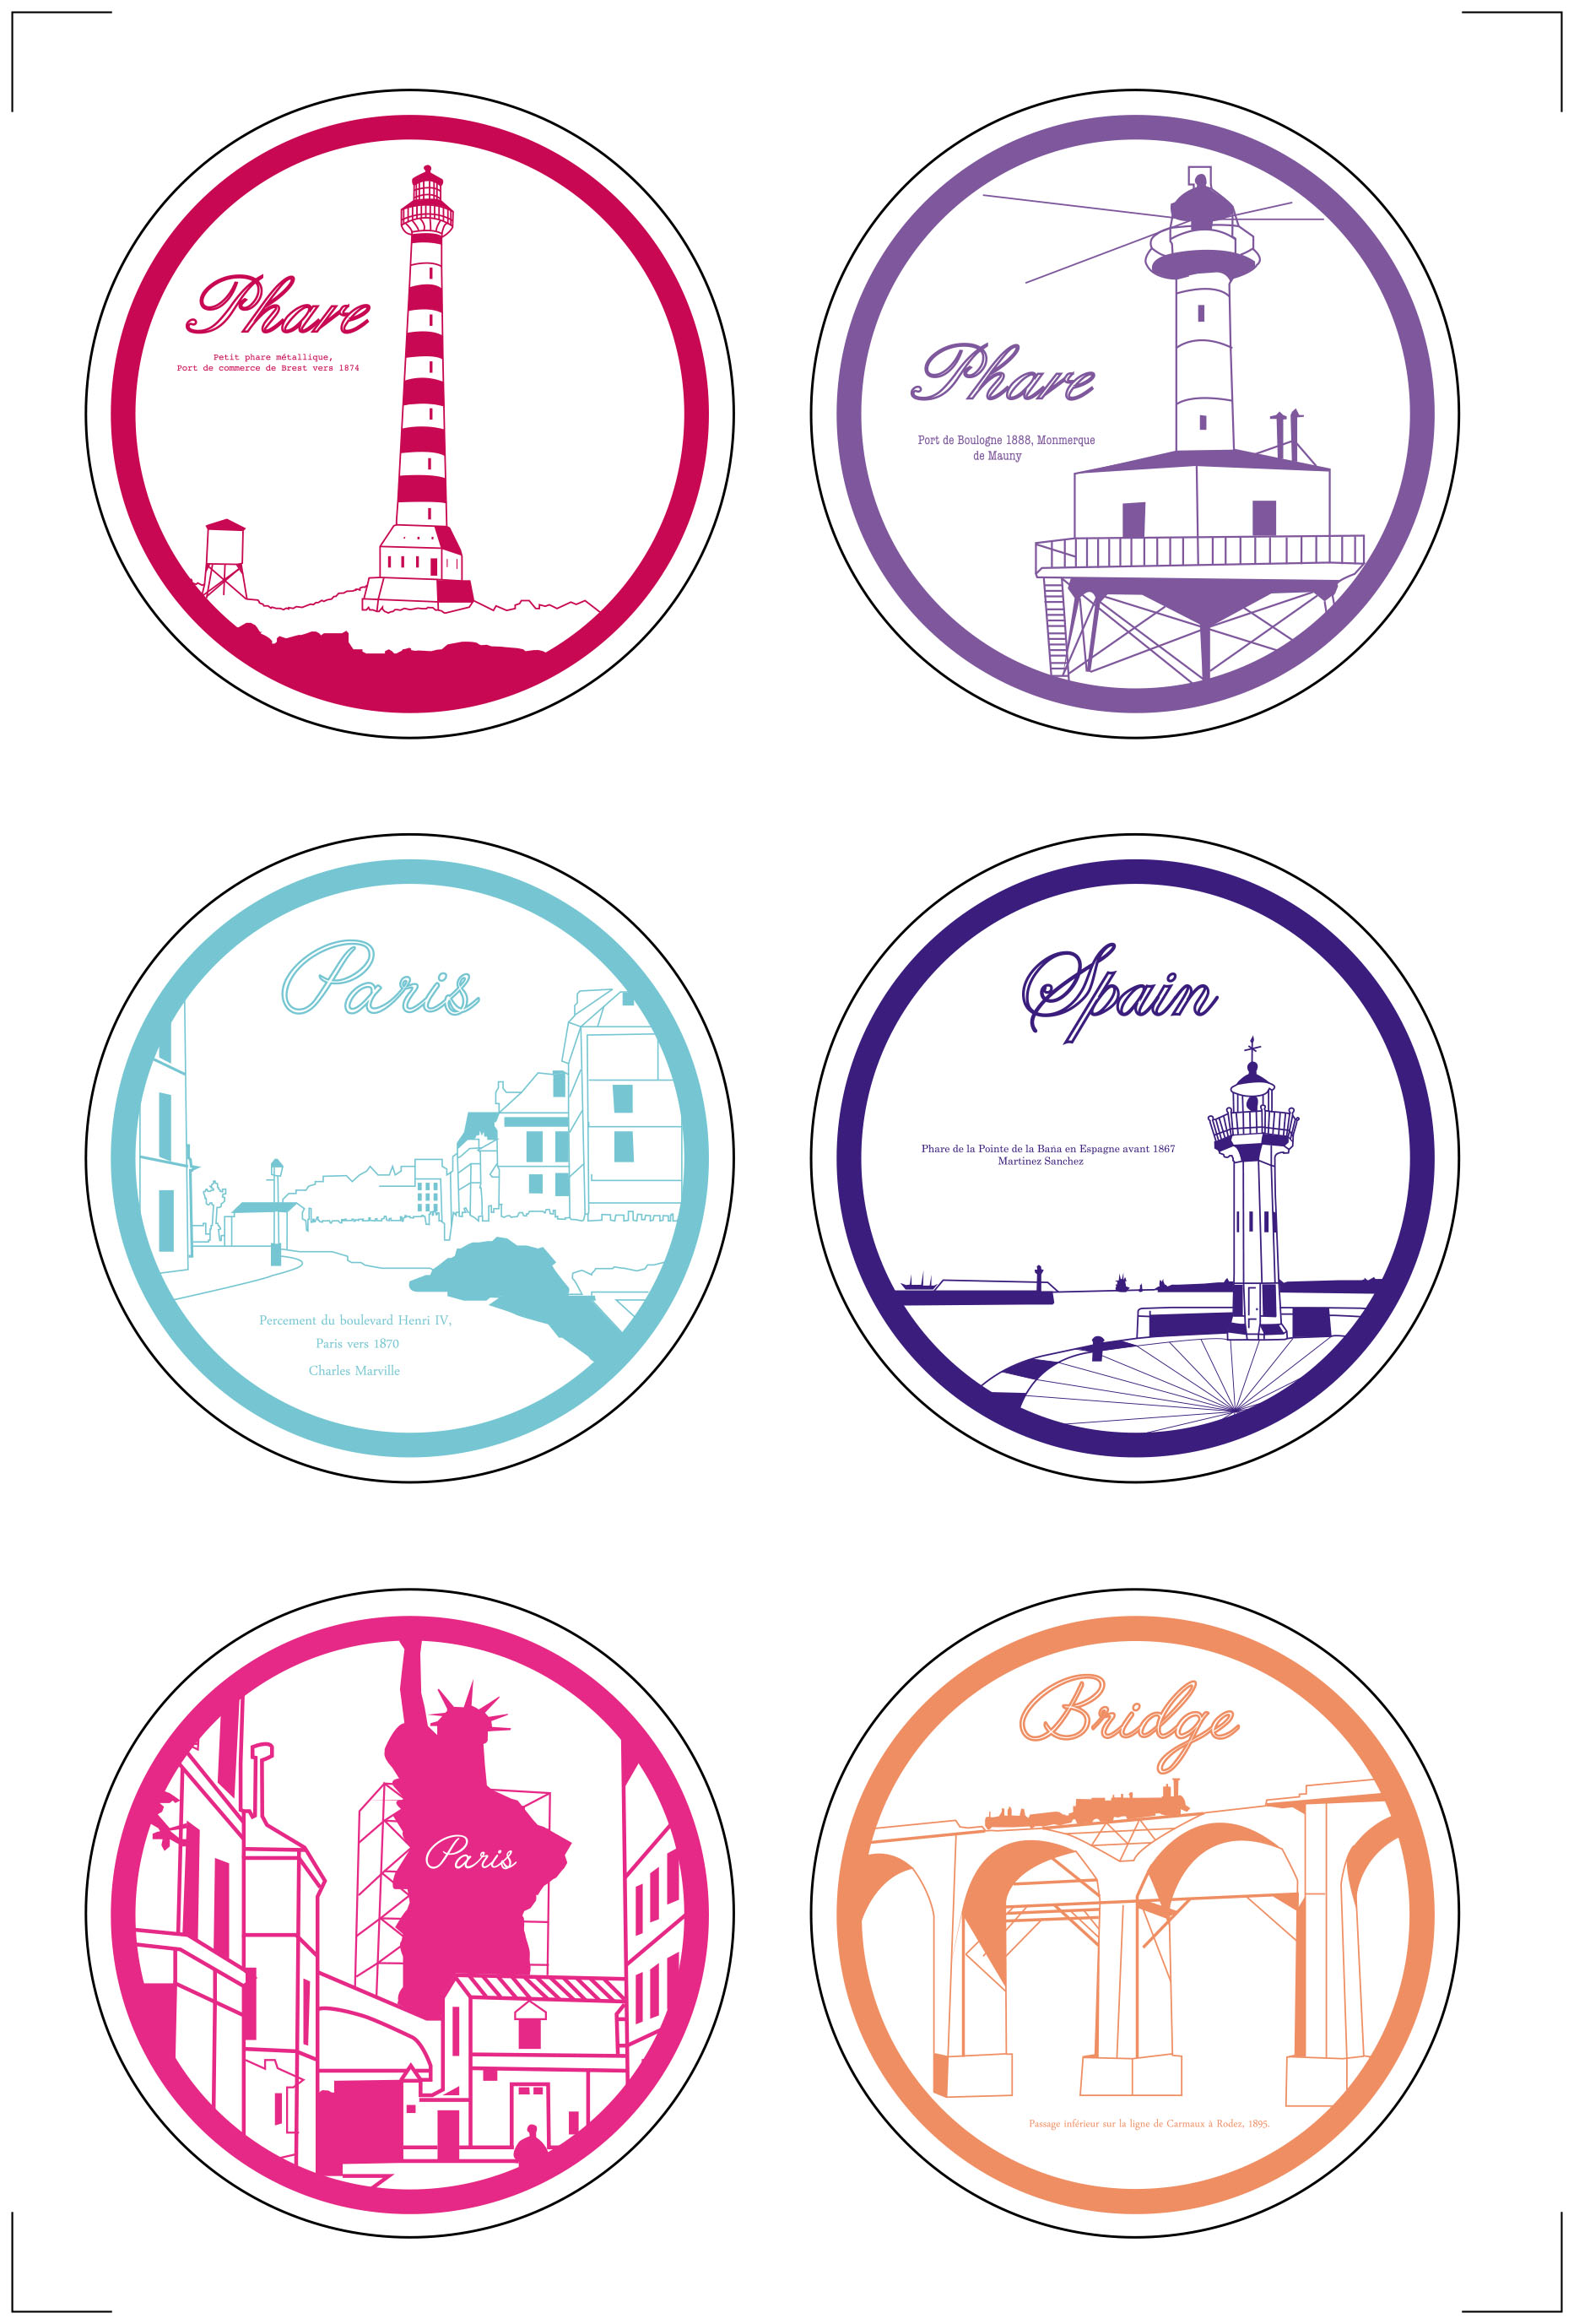 Phare
Petit phare métallique,
Port de commerce de Brest vers 1874
Phare
Port de Boulogne 1888, Monmerque
de Mauny
Paris
Percement du boulevard Henri IV,
Paris vers 1870
Charles Marville
Spain
Phare de la Pointe de la Bańa en Espagne avant 1867
Martinez Sanchez
Paris
Bridge
Passage inférieur sur la ligne de Carmaux à Rodez, 1895.